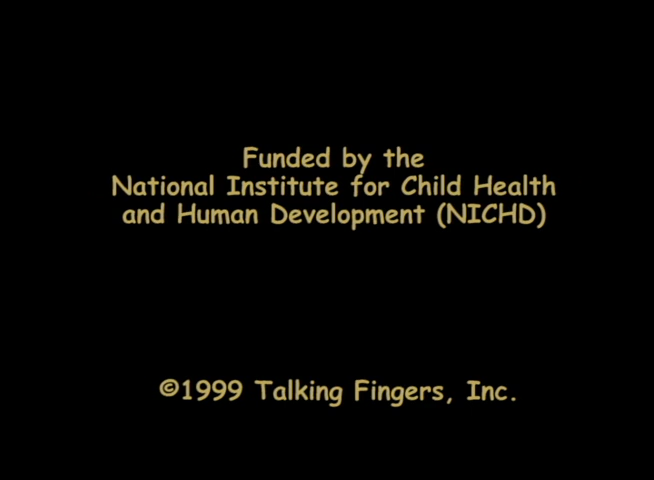 Funded by the
National Institute for Child Health
and Human Development (NICHD)
©1999 Talking Fingers, Inc.